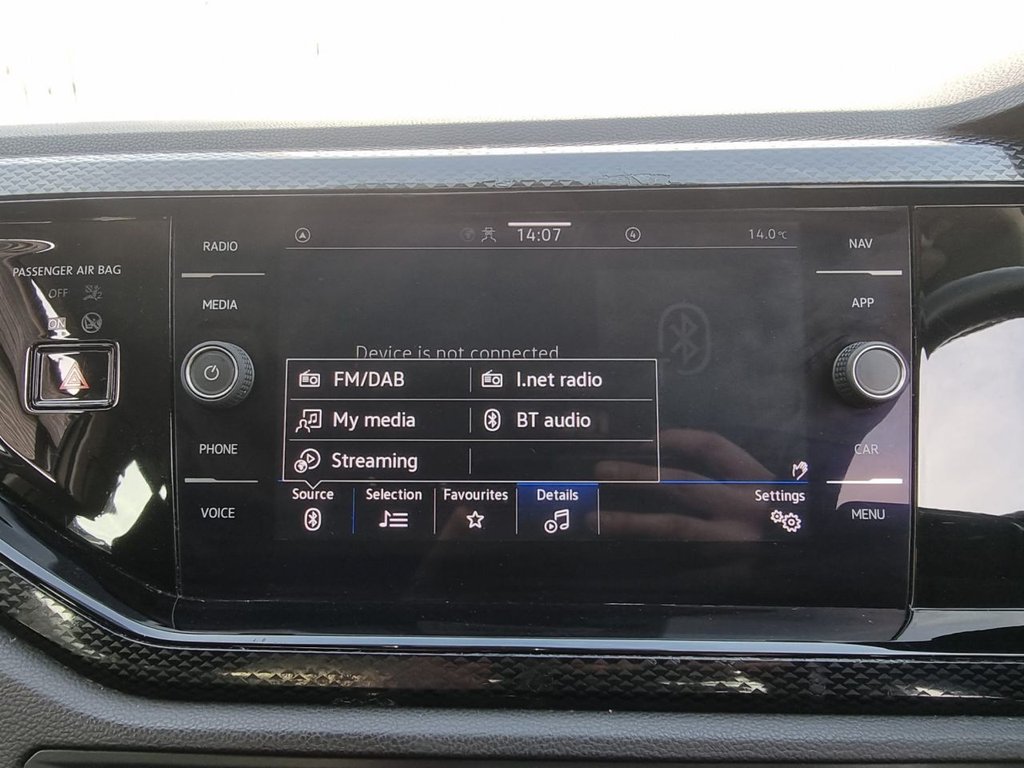 RADIO
MEDIA
PHONE
VOICE
PASSENGER AIR BAG
OFF
ON
14:07
4
14.0°C
Device is not connected
FM/DAB
I.net radio
My media
BT audio
Streaming
Source
Selection
Favourites
Details
Settings
NAV
APP
CAR
MENU